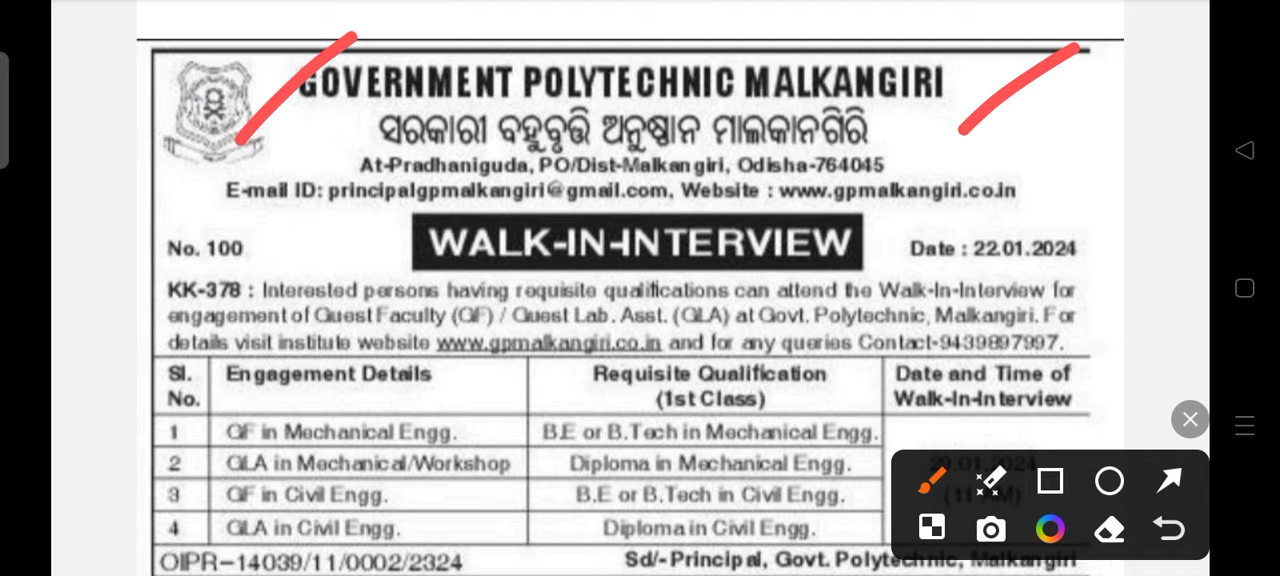 GOVERNMENT POLYTECHNIC MALKANGIRI
ସରକାରୀ ବହୁବୃତ୍ତି ଅନୁଷ୍ଠାନ ମାଲକାନଗିରି
At-Pradhaniguda, PO/Dist-Malkangiri, Odisha-764045
E-mail ID: principalgpmalkangiri@gmail.com, Website : www.gpmalkangiri.co.in
No. 100 WALK-IN-INTERVIEW Date : 22.01.2024
KK-378 : Interested persons having requisite qualifications can attend the Walk-In-Interview for
engagement of Guest Faculty (GF) / Guest Lab. Asst. (GLA) at Govt. Polytechnic, Malkangiri. For
details visit institute website www.gpmalkangiri.co.in and for any queries Contact-9439897997.
Sl. No. Engagement Details Requisite Qualification (1st Class) Date and Time of Walk-In-Interview
1 GF in Mechanical Engg. B.E or B.Tech in Mechanical Engg.
2 GLA in Mechanical/Workshop Diploma in Mechanical Engg.
3 GF in Civil Engg. B.E or B.Tech in Civil Engg.
4 GLA in Civil Engg. Diploma in Civil Engg.
OIPR-14039/11/0002/2324 Sd/- Principal, Govt. Polytechnic, Malkangiri